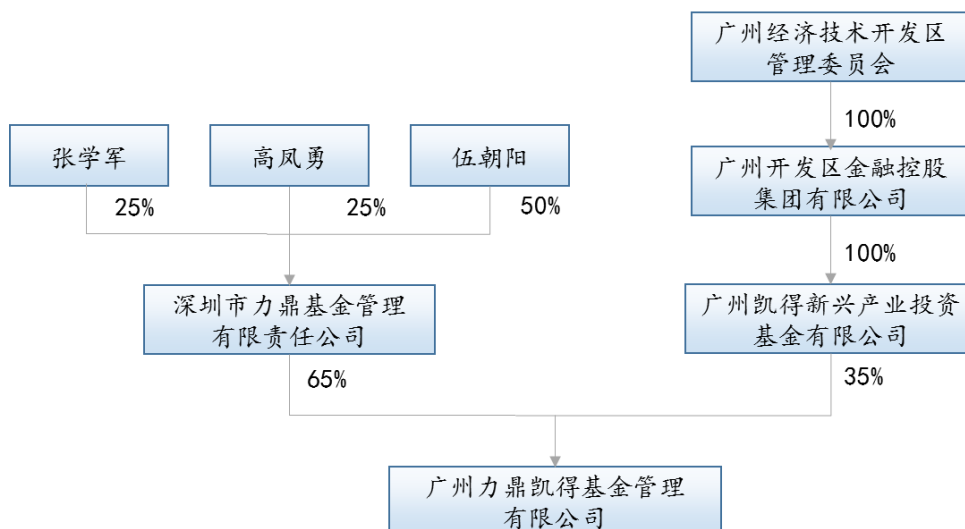 广州经济技术开发区
管理委员会
100%
张学军
高凤勇
伍朝阳
广州开发区金融控股
集团有限公司
25%
25%
50%
100%
深圳市力鼎基金管理
有限责任公司
广州凯得新兴产业投资
基金有限公司
65%
35%
广州力鼎凯得基金管理
有限公司